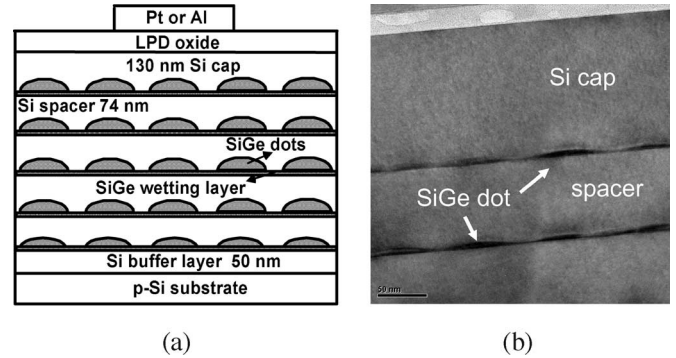 Pt or Al
LPD oxide
130 nm Si cap
Si spacer 74 nm
SiGe dots
SiGe wetting layer
Si buffer layer 50 nm
p-Si substrate
(a)
Si cap
SiGe dot
spacer
50 nm
(b)